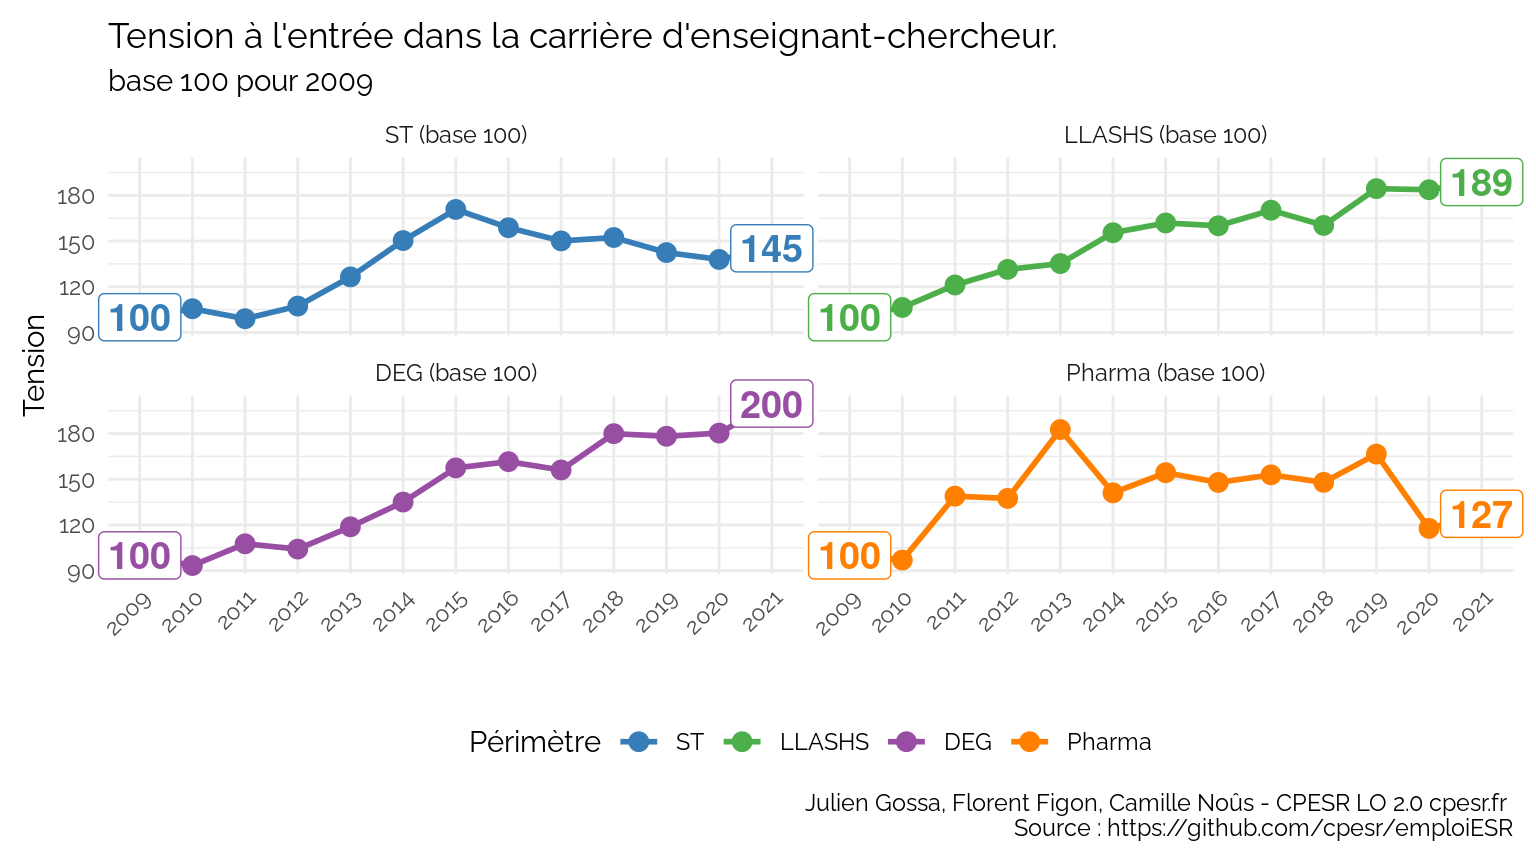 Tension à l'entrée dans la carrière d'enseignant-chercheur.
base 100 pour 2009
ST (base 100)
LLASHS (base 100)
180
150
120
90
100
145
100
189
DEG (base 100)
Pharma (base 100)
Tension
180
150
120
90
100
200
100
127
2009 2010 2011 2012 2013 2014 2015 2016 2017 2018 2019 2020 2021
2009 2010 2011 2012 2013 2014 2015 2016 2017 2018 2019 2020 2021
Périmètre ST LLASHS DEG Pharma
Julien Gossa, Florent Figon, Camille Noûs - CPESR LO 2.0 cpesr.fr
Source : https://github.com/cpesr/emploiESR